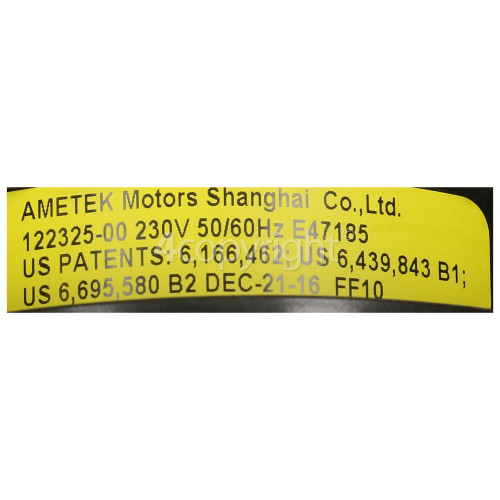 AMETEK Motors Shanghai Co.,Ltd.
122325-00 230V 50/60Hz E47185
4copyright
US PATENTS: 6,166,462, US 6,439,843 B1;
US 6,695,580 B2 DEC-21-16 FF10